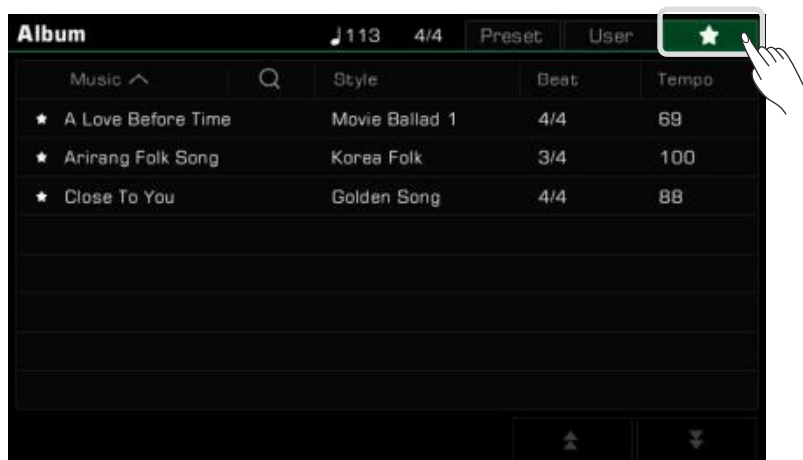 Album ♩113 4/4 Preset User ★
Music Style Beat Tempo
★ A Love Before Time Movie Ballad 1 4/4 69
★ Arirang Folk Song Korea Folk 3/4 100
★ Close To You Golden Song 4/4 88